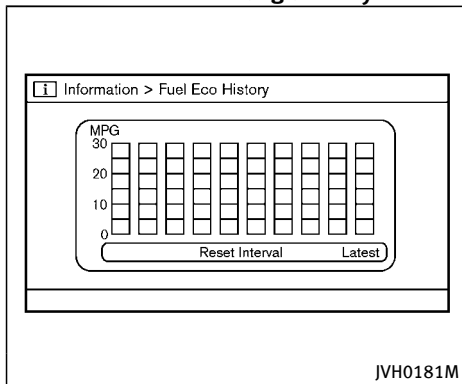 i Information > Fuel Eco History
MPG
30
20
10
0
Reset Interval Latest
JVH0181M